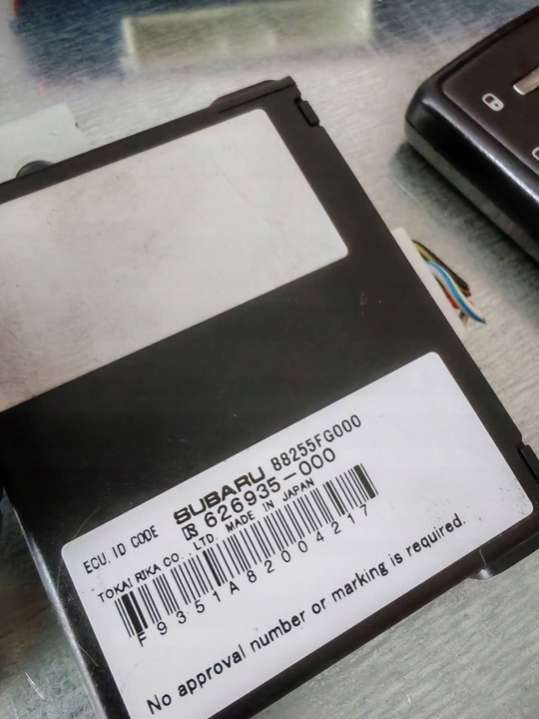 ECU. ID CODE SUBARU 88255FG000
R 626935-000
TOKAI RIKA CO., LTD. MADE IN JAPAN
F9351A82004217
No approval number or marking is required.